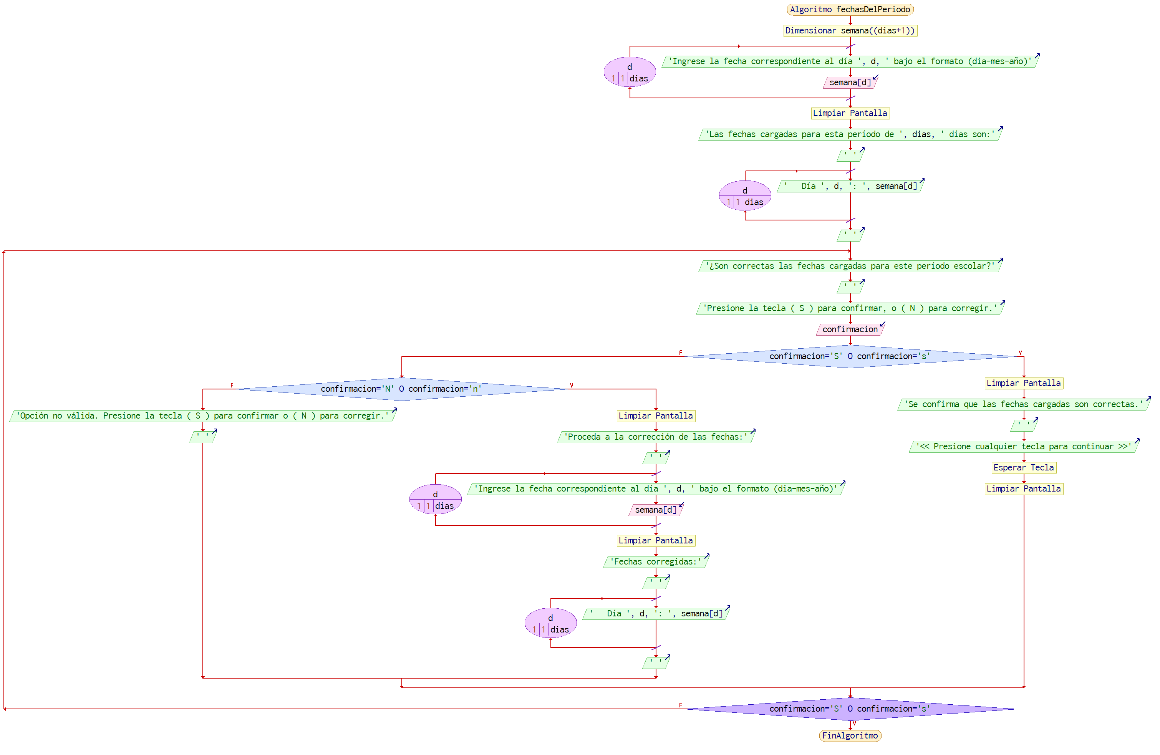 Algoritmo fechasDelPeriodo
Dimensionar semana((dias+1))
d
1 1 dias
'Ingrese la fecha correspondiente al día ', d, ' bajo el formato (dia-mes-año)'
semana[d]
Limpiar Pantalla
'Las fechas cargadas para esta periodo de ', dias, ' dias son:'
' '
d
1 1 dias
'   Día ', d, ': ', semana[d]
' '
'¿Son correctas las fechas cargadas para este periodo escolar?'
' '
'Presione la tecla ( S ) para confirmar, o ( N ) para corregir.'
confirmacion
F
confirmacion='S' O confirmacion='s'
V
F
confirmacion='N' O confirmacion='n'
V
'Opción no válida. Presione la tecla ( S ) para confirmar o ( N ) para corregir.'
' '
Limpiar Pantalla
'Proceda a la corrección de las fechas:'
' '
d
1 1 dias
'Ingrese la fecha correspondiente al día ', d, ' bajo el formato (dia-mes-año)'
semana[d]
Limpiar Pantalla
'Fechas corregidas:'
' '
d
1 1 dias
'   Día ', d, ': ', semana[d]
' '
Limpiar Pantalla
'Se confirma que las fechas cargadas son correctas.'
' '
'<< Presione cualquier tecla para continuar >>'
Esperar Tecla
Limpiar Pantalla
F
confirmacion='S' O confirmacion='s'
V
FinAlgoritmo